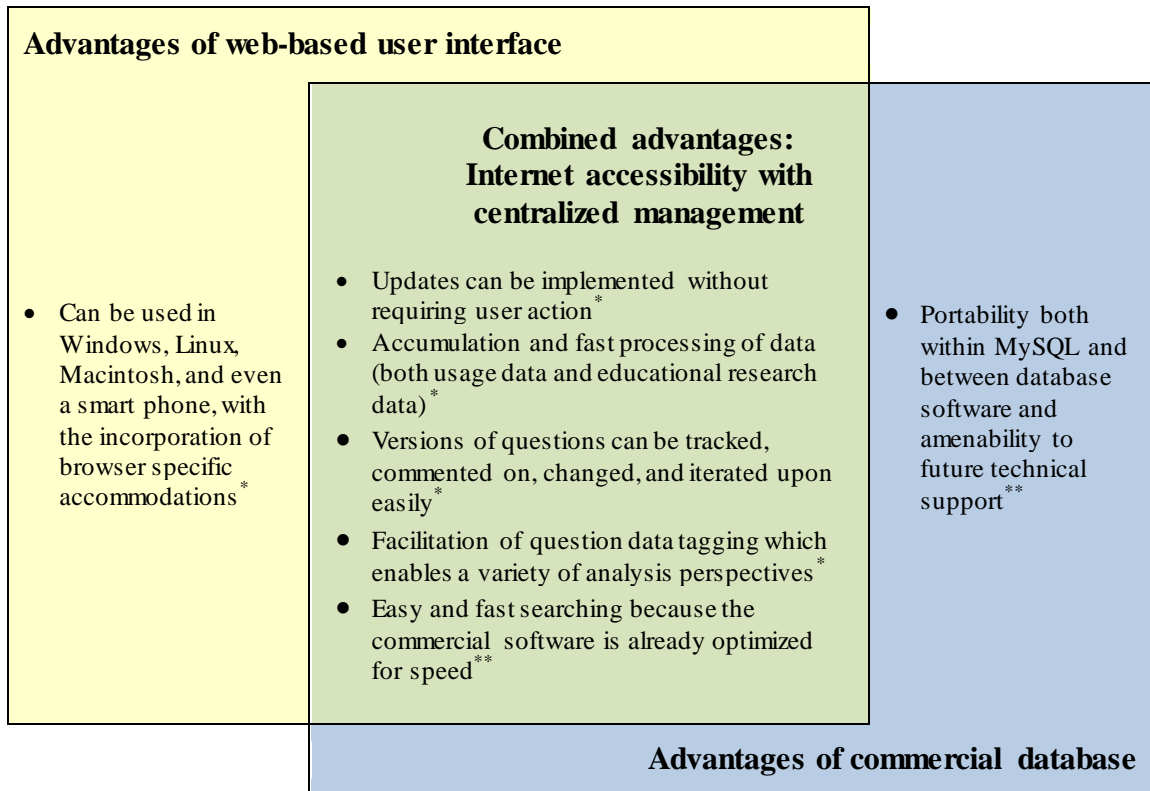 Advantages of web-based user interface
Combined advantages:
Internet accessibility with
centralized management
• Can be used in
Windows, Linux,
Macintosh, and even
a smart phone, with
the incorporation of
browser specific
accommodations*
• Updates can be implemented without
requiring user action*
• Accumulation and fast processing of data
(both usage data and educational research
data)*
• Versions of questions can be tracked,
commented on, changed, and iterated upon
easily*
• Facilitation of question data tagging which
enables a variety of analysis perspectives*
• Easy and fast searching because the
commercial software is already optimized
for speed**
• Portability both
within MySQL and
between database
software and
amenability to
future technical
support**
Advantages of commercial database